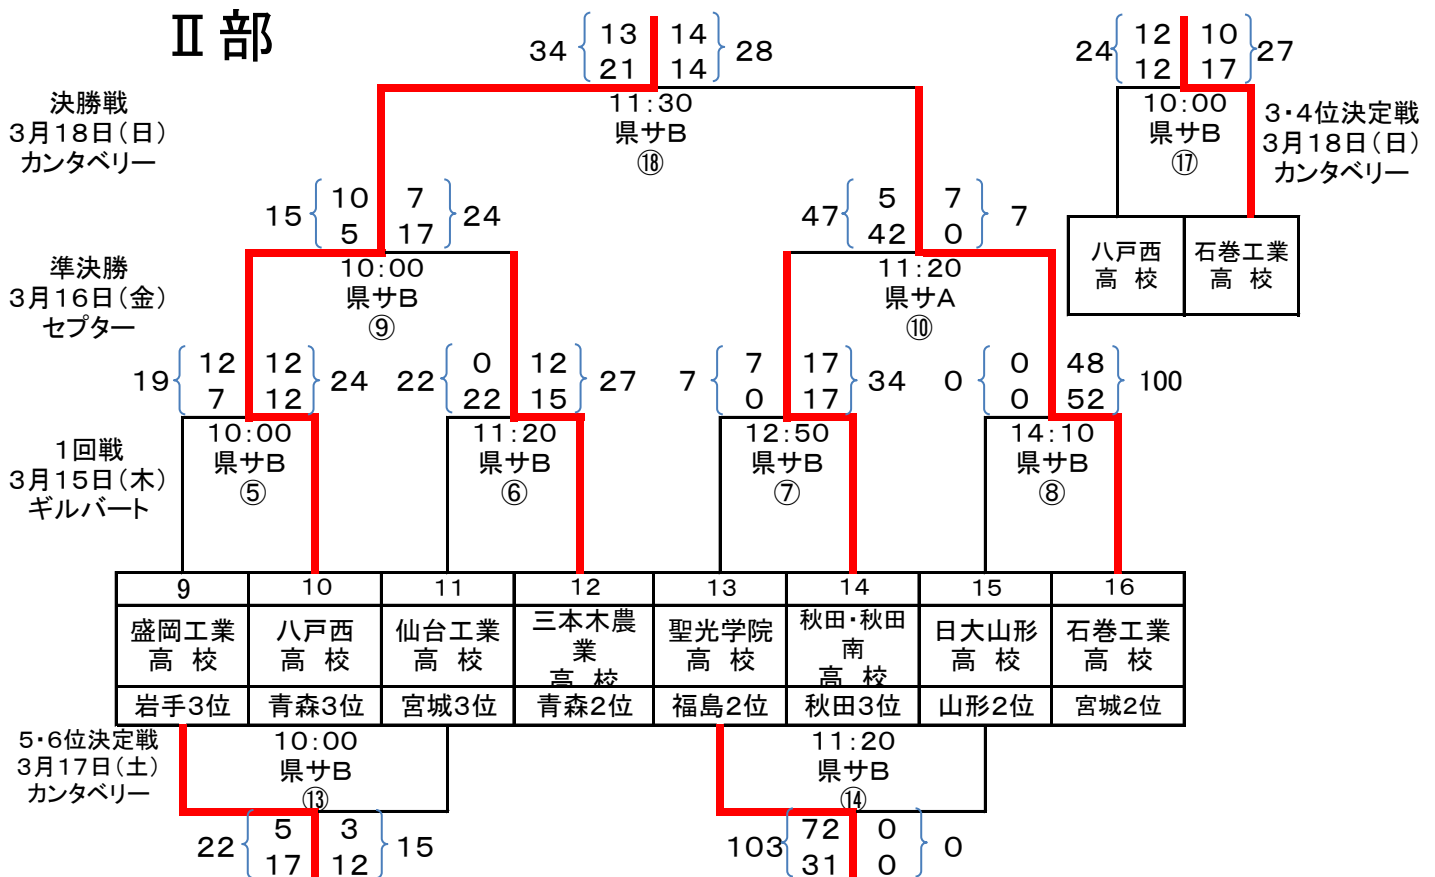 Ⅱ部
34 13 14 28
21 14
24 12 10 27
12 17
決勝戦
3月18日(日)
カンタベリー
11:30
県サB
⑱
10:00
県サB
⑰
3・4位決定戦
3月18日(日)
カンタベリー
15 10 7 24
5 17
47 5 7 7
42 0
八戸西
高 校
石巻工業
高 校
準決勝
3月16日(金)
セプター
10:00
県サB
⑨
11:20
県サA
⑩
19 12 12 24
7 12
22 0 12 27
22 15
7 7 17 34
0 17
0 0 48 100
0 52
1回戦
3月15日(木)
ギルバート
10:00
県サB
⑤
11:20
県サB
⑥
12:50
県サB
⑦
14:10
県サB
⑧
9 10 11 12 13 14 15 16
盛岡工業
高 校
八戸西
高 校
仙台工業
高 校
三本木農
業
高 校
聖光学院
高 校
秋田・秋田
南
高 校
日大山形
高 校
石巻工業
高 校
岩手3位 青森3位 宮城3位 青森2位 福島2位 秋田3位 山形2位 宮城2位
5・6位決定戦
3月17日(土)
カンタベリー
10:00
県サB
⑬
11:20
県サB
⑭
22 5 3 15
17 12
103 72 0 0
31 0